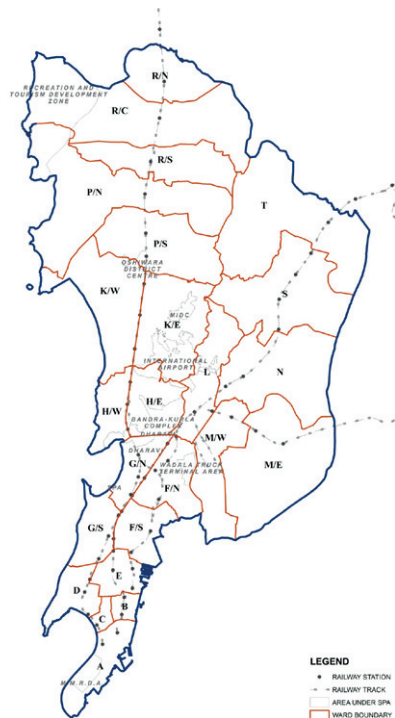 R/N
RECREATION AND
TOURISM DEVELOPMENT
ZONE
R/C
R/S
P/N
T
P/S
OSHIWARA
DISTRICT
CENTRE
K/W
S
MIDC
K/E
INTERNATIONAL
AIRPORT
L
N
H/E
H/W
BANDRA-KURLA
COMPLEX
DHARAVI
M/W
DHARAVI
G/N
WADALA TRUCK
TERMINAL AREA
M/E
SPA
F/N
G/S
F/S
E
D
B
C
A
M.M.R.D.A
LEGEND
RAILWAY STATION
RAILWAY TRACK
AREA UNDER SPA
WARD BOUNDARY